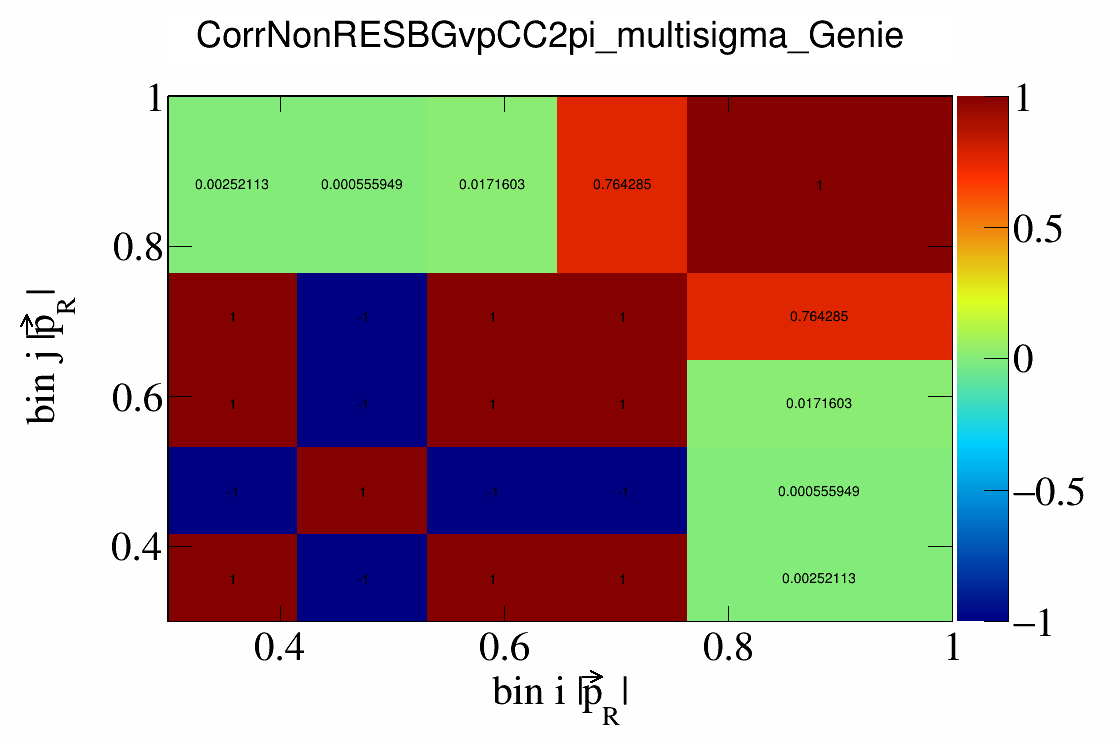 CorrNonRESBGvpCC2pi_multisigma_Genie
1
0.8
0.6
0.4
bin j |p⃗_R|
0.00252113 0.000555949 0.0171603 0.764285 1
1 -1 1 1 0.764285
1 -1 1 1 0.0171603
-1 1 -1 -1 0.000555949
1 -1 1 1 0.00252113
0.4 0.6 0.8 1
bin i |p⃗_R|
1
0.5
0
−0.5
−1